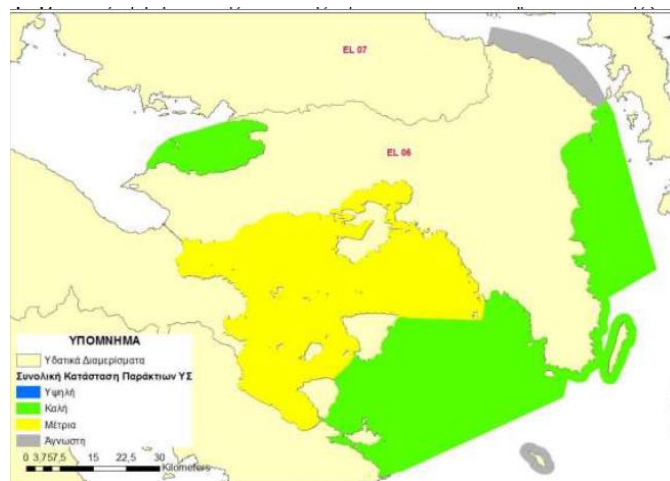 EL 07
EL 06
ΥΠΟΜΝΗΜΑ
Υδατικά Διαμερίσματα
Συνολική Κατάσταση Παράκτιων ΥΣ
Υψηλή
Καλή
Μέτρια
Άγνωστη
0 3,757,5 15 22,5 30
Kilometers